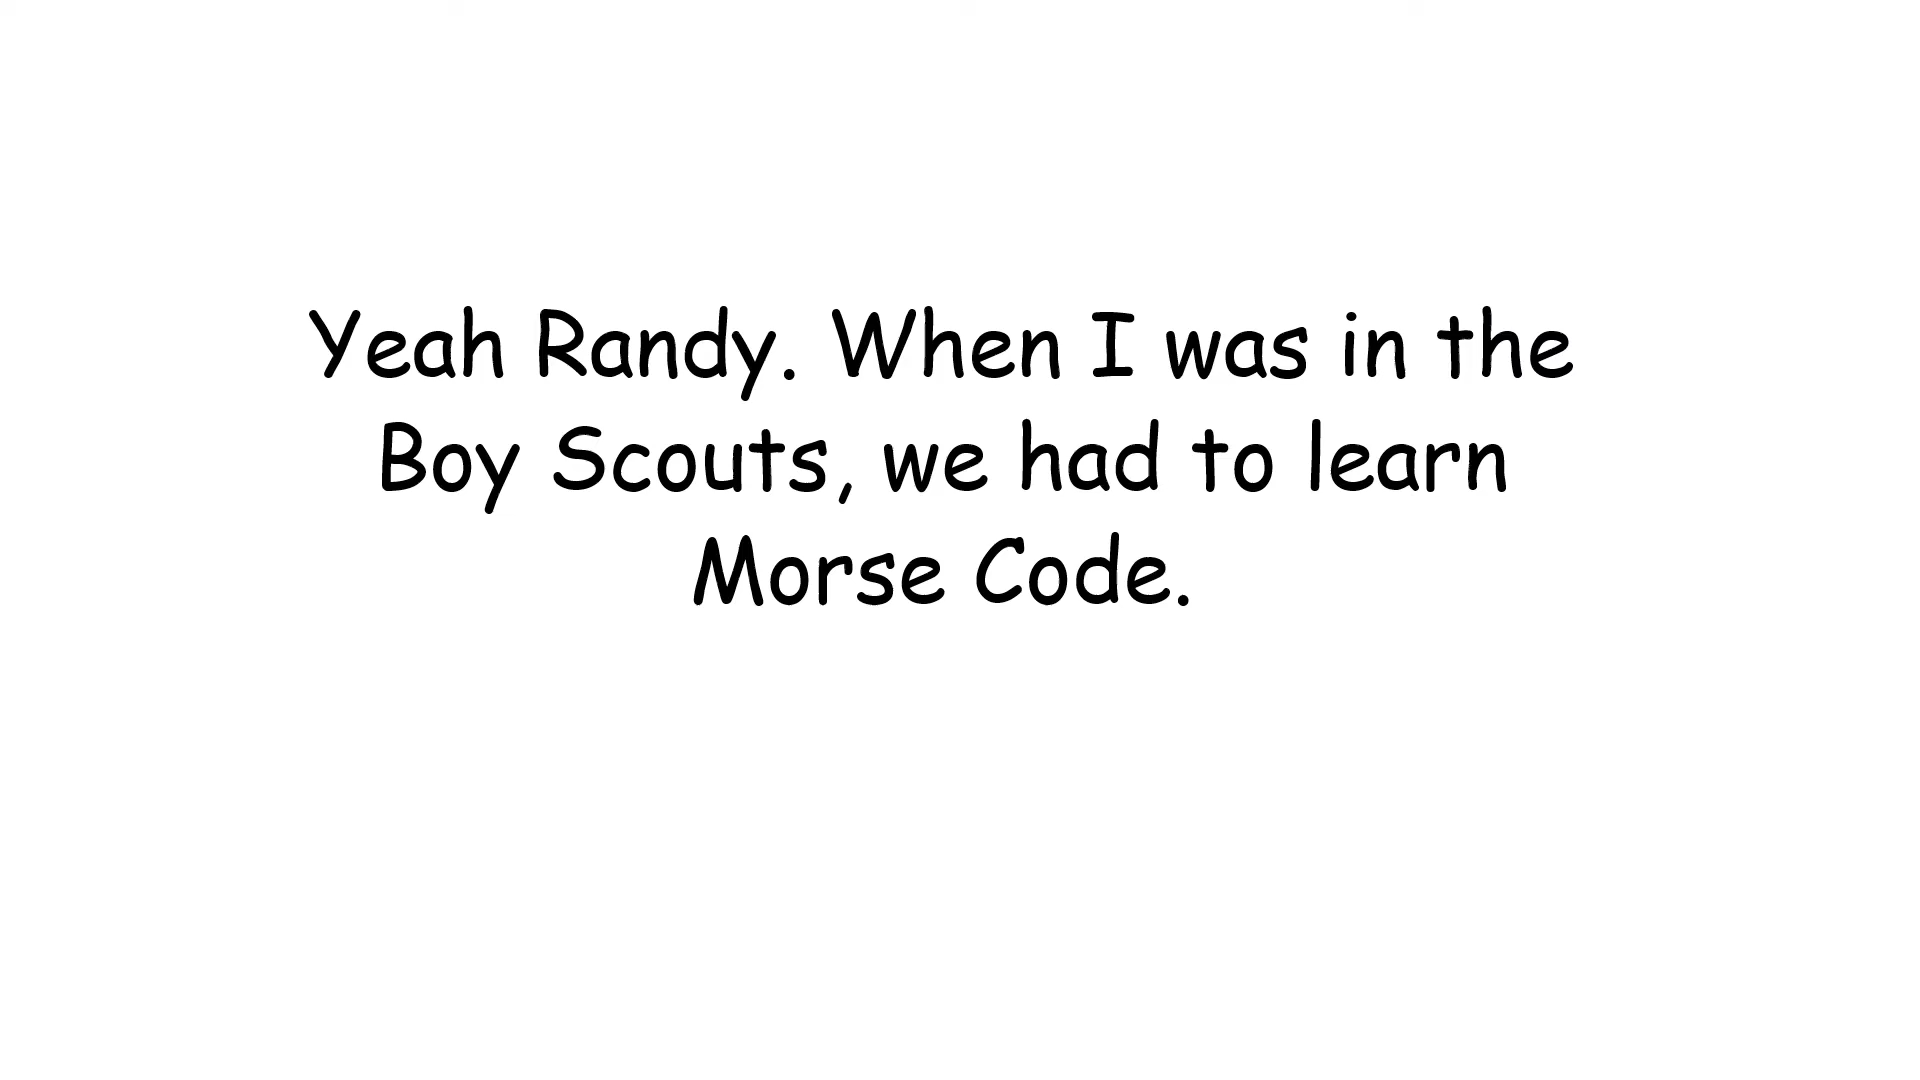 Yeah Randy. When I was in the
Boy Scouts, we had to learn
Morse Code.